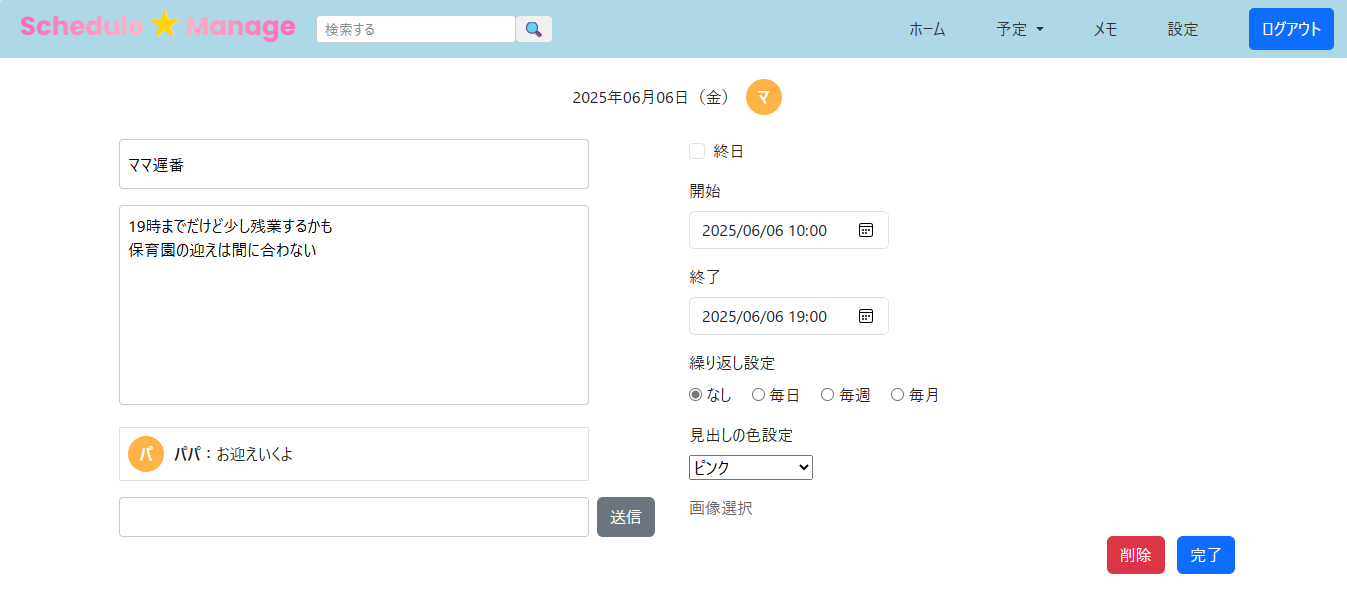 Schedule ★ Manage
検索する
ホーム 予定 メモ 設定 ログアウト
2025年06月06日（金） マ
ママ遅番
19時までだけど少し残業するかも
保育園の迎えは間に合わない
パ パパ：お迎えいくよ
送信
終日
開始
2025/06/06 10:00
終了
2025/06/06 19:00
繰り返し設定
なし 毎日 毎週 毎月
見出しの色設定
ピンク
画像選択
削除 完了